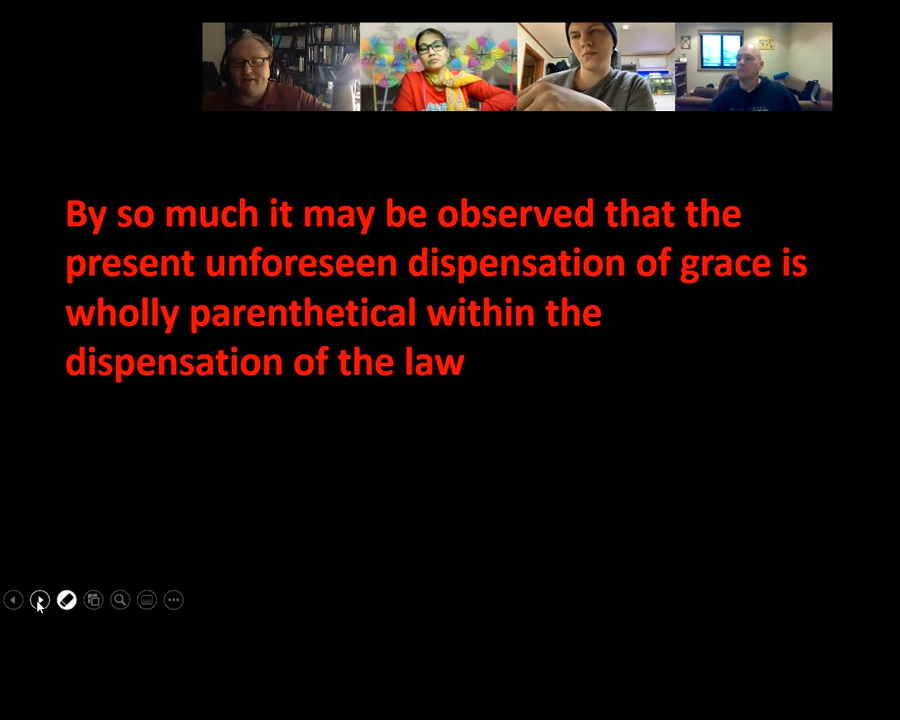 By so much it may be observed that the
present unforeseen dispensation of grace is
wholly parenthetical within the
dispensation of the law